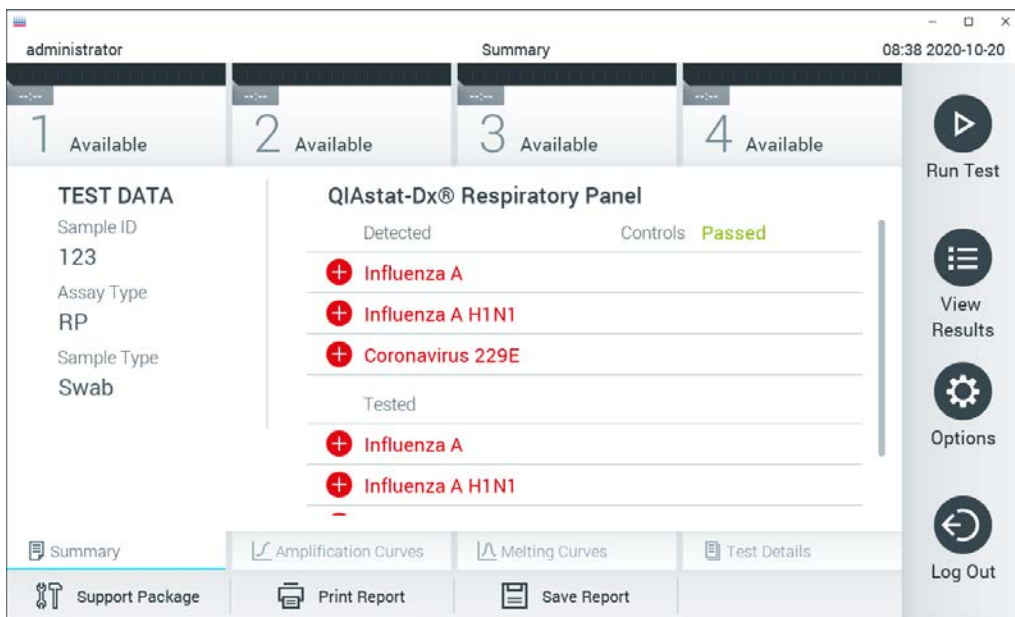 administrator
Summary
08:38 2020-10-20
--:--
1 Available
--:--
2 Available
--:--
3 Available
--:--
4 Available
TEST DATA
Sample ID
123
Assay Type
RP
Sample Type
Swab
QIAstat-Dx® Respiratory Panel
Detected
Controls Passed
Influenza A
Influenza A H1N1
Coronavirus 229E
Tested
Influenza A
Influenza A H1N1
Run Test
View
Results
Options
Log Out
Summary
Amplification Curves
Melting Curves
Test Details
Support Package
Print Report
Save Report